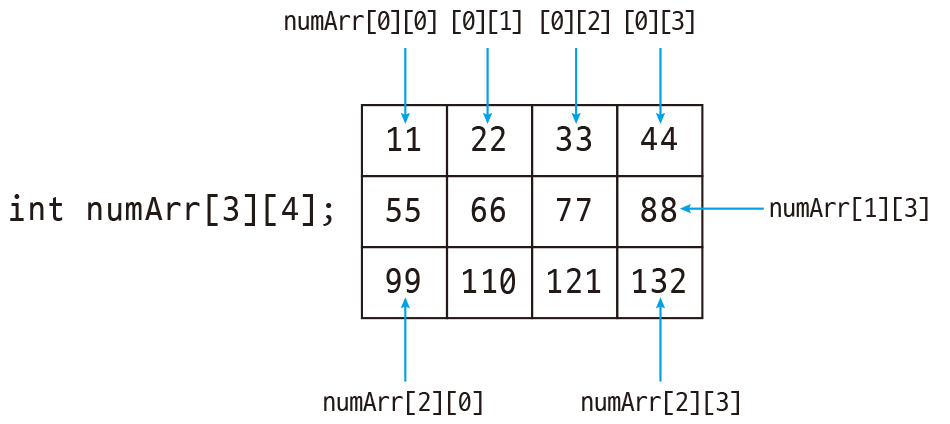 numArr[0][0] [0][1] [0][2] [0][3]
11 22 33 44
int numArr[3][4];
55 66 77 88
numArr[1][3]
99 110 121 132
numArr[2][0]
numArr[2][3]